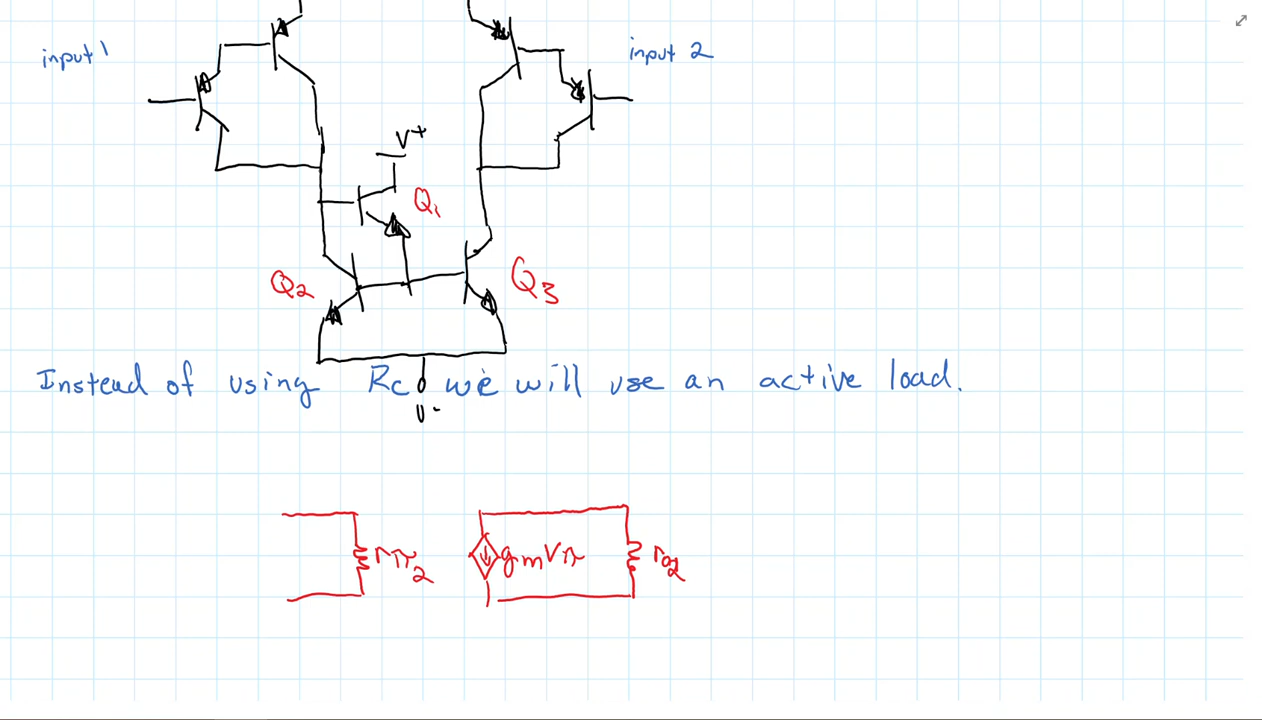 input 1
input 2
V+
Q1
Q2
Q3
Instead of using Rc we will use an active load.
V-
rπ2
gmVπ
ro2